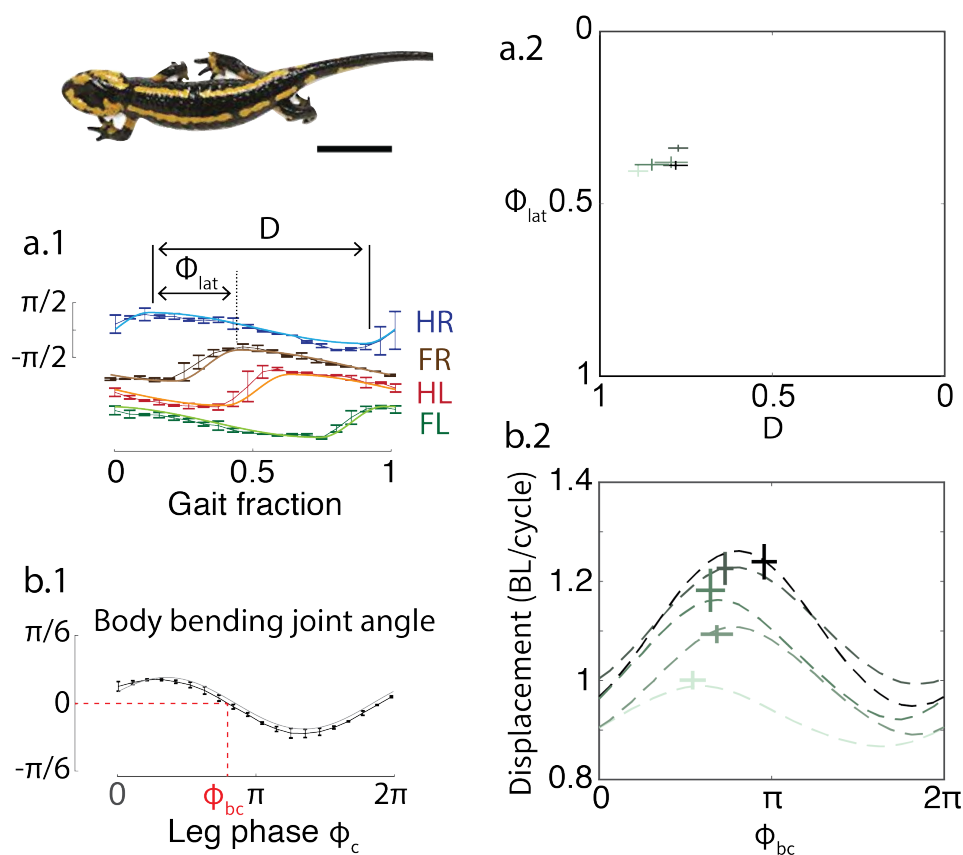 a.1
D
Φlat
π/2
-π/2
HR
FR
HL
FL
0 0.5 1
Gait fraction
b.1
Body bending joint angle
π/6
0
-π/6
0 ϕbc π 2π
Leg phase ϕc
a.2
0
Φlat 0.5
1
1 0.5 0
D
b.2
Displacement (BL/cycle)
1.4
1.2
1
0.8
0 π 2π
ϕbc